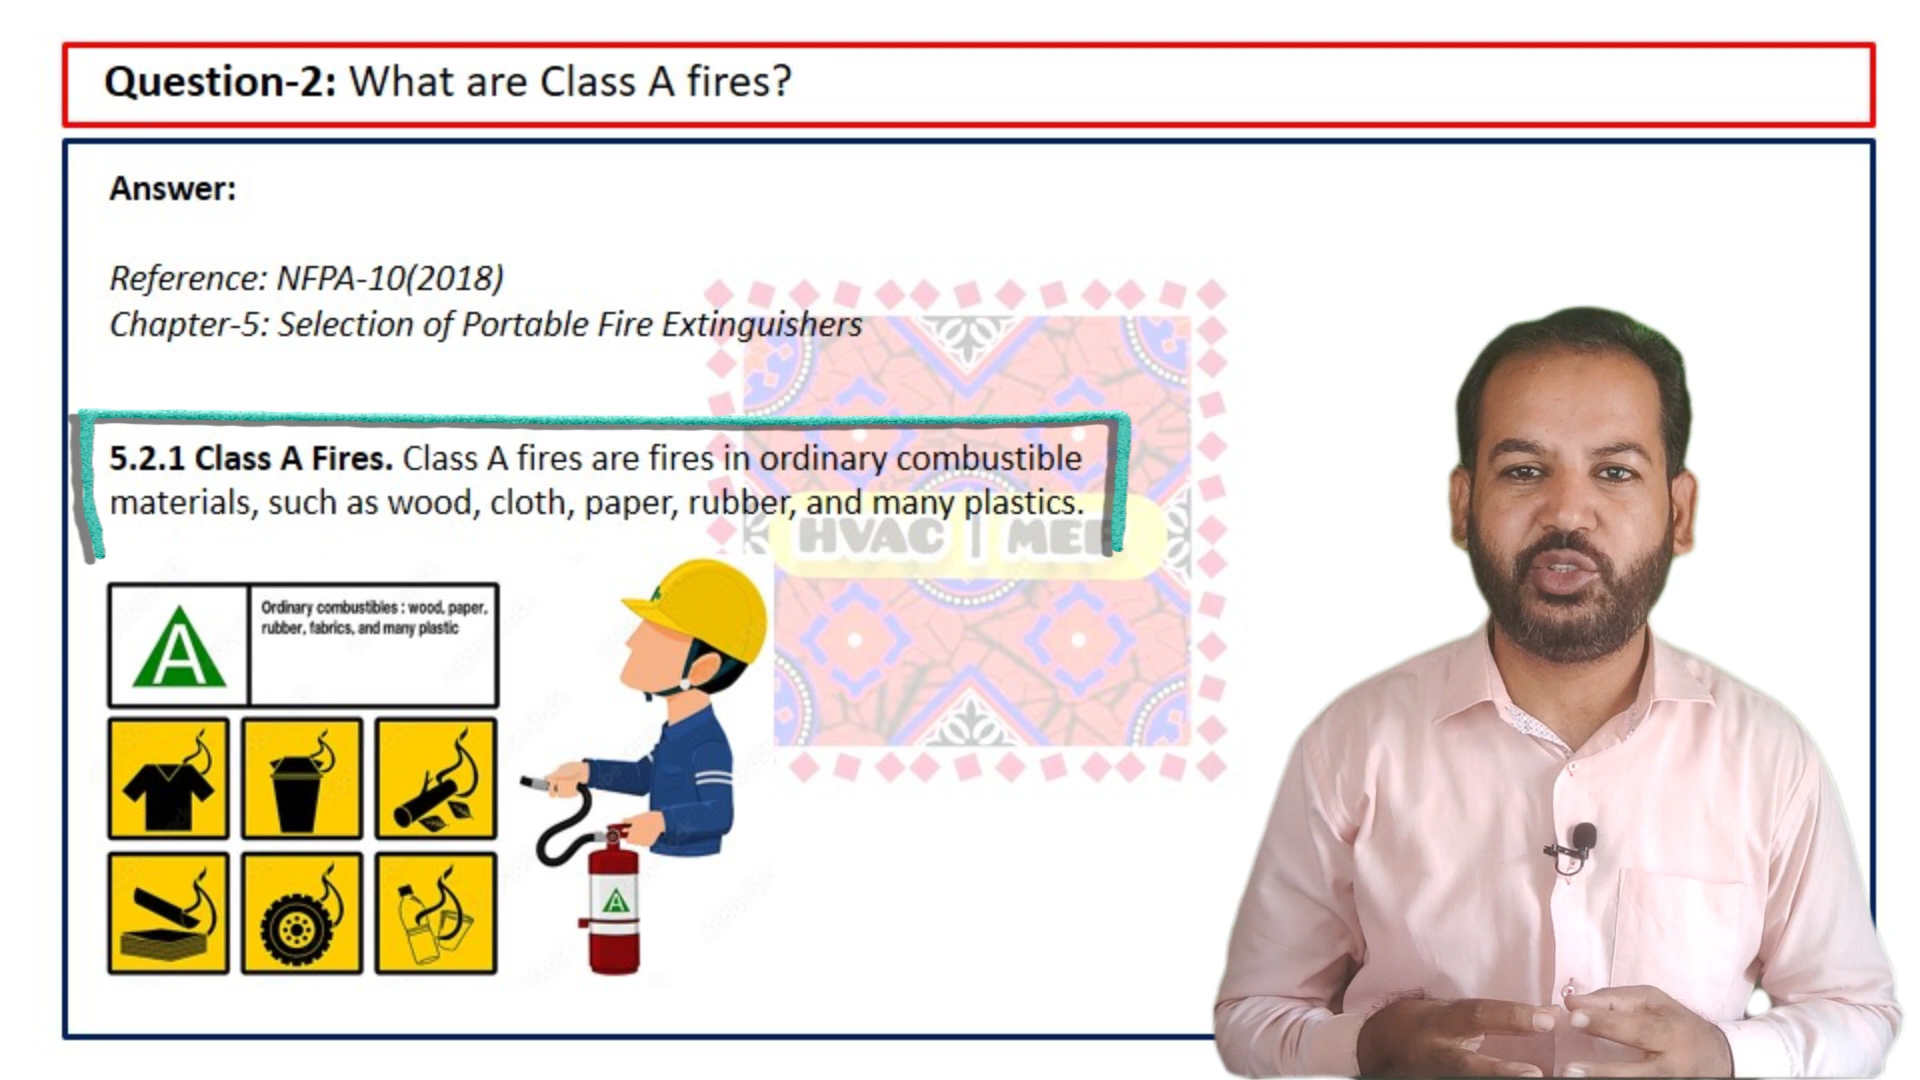 Question-2: What are Class A fires?
Answer:
Reference: NFPA-10(2018)
Chapter-5: Selection of Portable Fire Extinguishers
5.2.1 Class A Fires. Class A fires are fires in ordinary combustible
materials, such as wood, cloth, paper, rubber, and many plastics.
HVAC | MEP
A
Ordinary combustibles : wood, paper,
rubber, fabrics, and many plastic
A